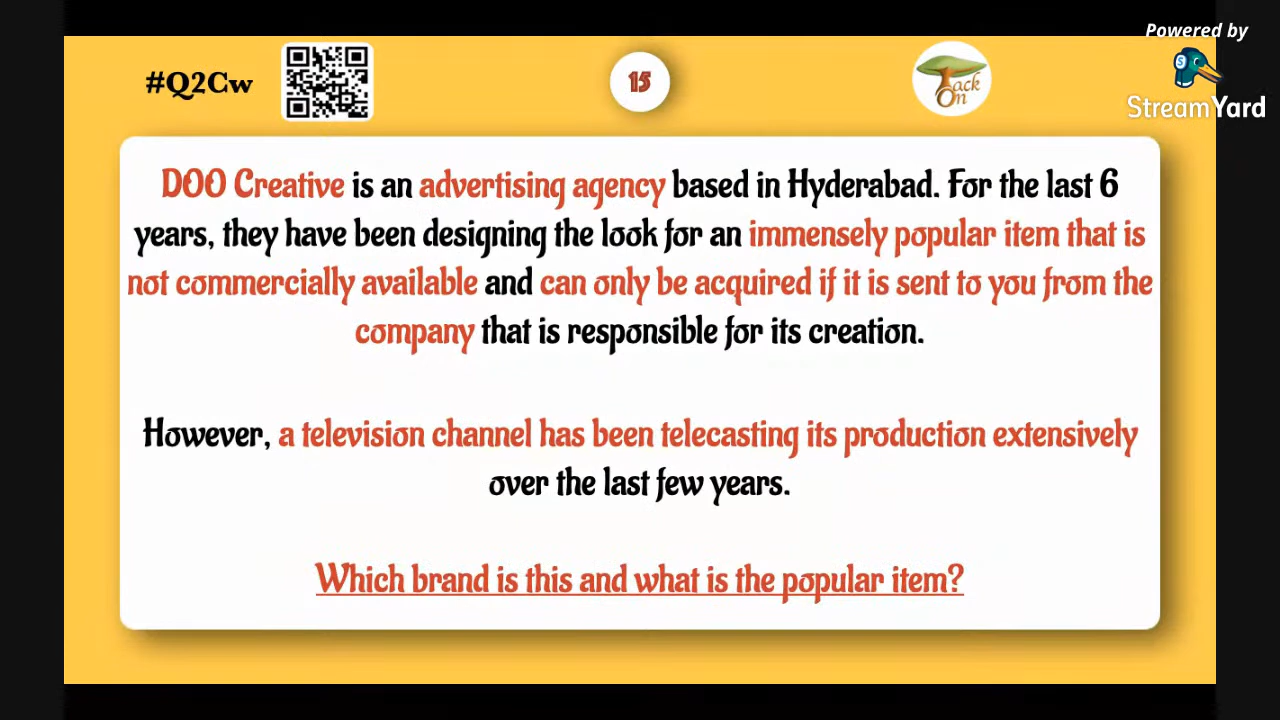 Powered by
#Q2Cw
15
Tack
On
StreamYard
DOO Creative is an advertising agency based in Hyderabad. For the last 6
years, they have been designing the look for an immensely popular item that is
not commercially available and can only be acquired if it is sent to you from the
company that is responsible for its creation.
However, a television channel has been telecasting its production extensively
over the last few years.
Which brand is this and what is the popular item?